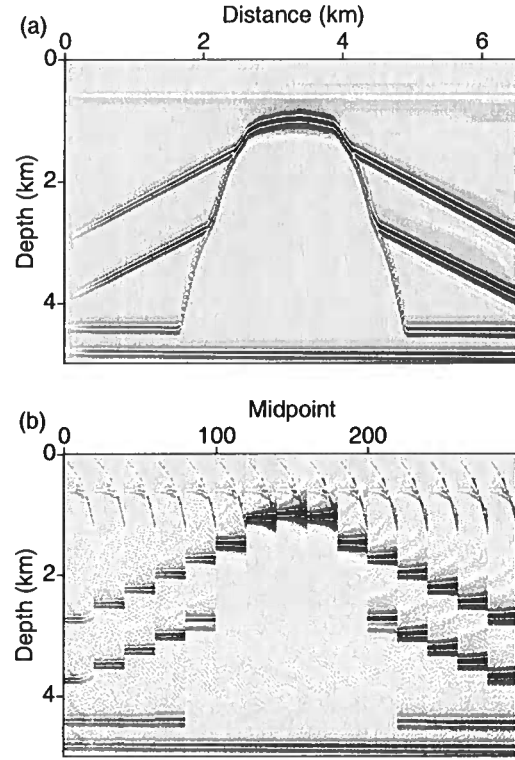 (a)
Distance (km)
0 2 4 6
0
2
4
Depth (km)
(b)
Midpoint
0 100 200
0
2
4
Depth (km)